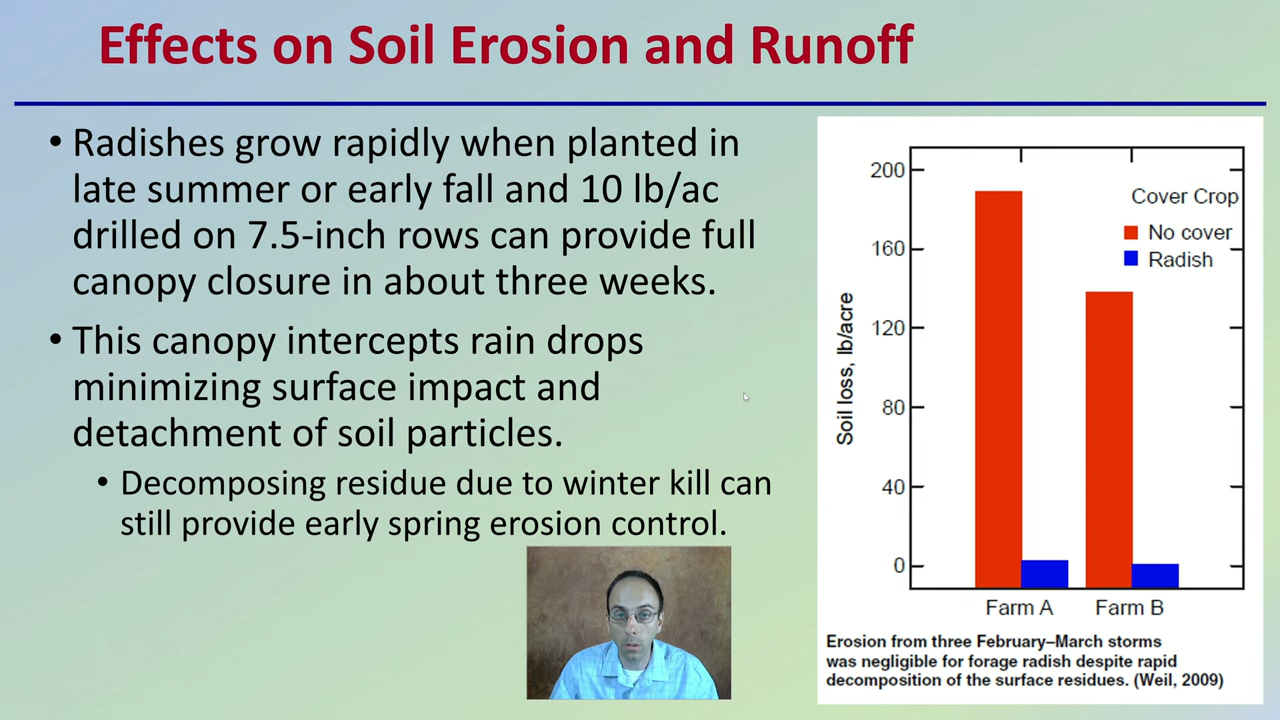 Effects on Soil Erosion and Runoff
• Radishes grow rapidly when planted in
late summer or early fall and 10 lb/ac
drilled on 7.5-inch rows can provide full
canopy closure in about three weeks.
• This canopy intercepts rain drops
minimizing surface impact and
detachment of soil particles.
• Decomposing residue due to winter kill can
still provide early spring erosion control.
Soil loss, lb/acre
200
160
120
80
40
0
Cover Crop
No cover
Radish
Farm A
Farm B
Erosion from three February–March storms
was negligible for forage radish despite rapid
decomposition of the surface residues. (Weil, 2009)